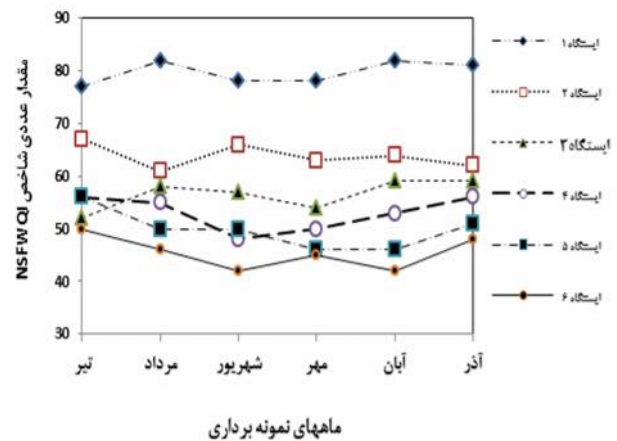 مقدار عددی شاخص NSFW QI
90
80
70
60
50
40
30
تیر
مرداد
شهریور
مهر
آبان
آذر
ماههای نمونه برداری
ایستگاه ۱
ایستگاه ۲
ایستگاه ۳
ایستگاه ۴
ایستگاه ۵
ایستگاه ۶